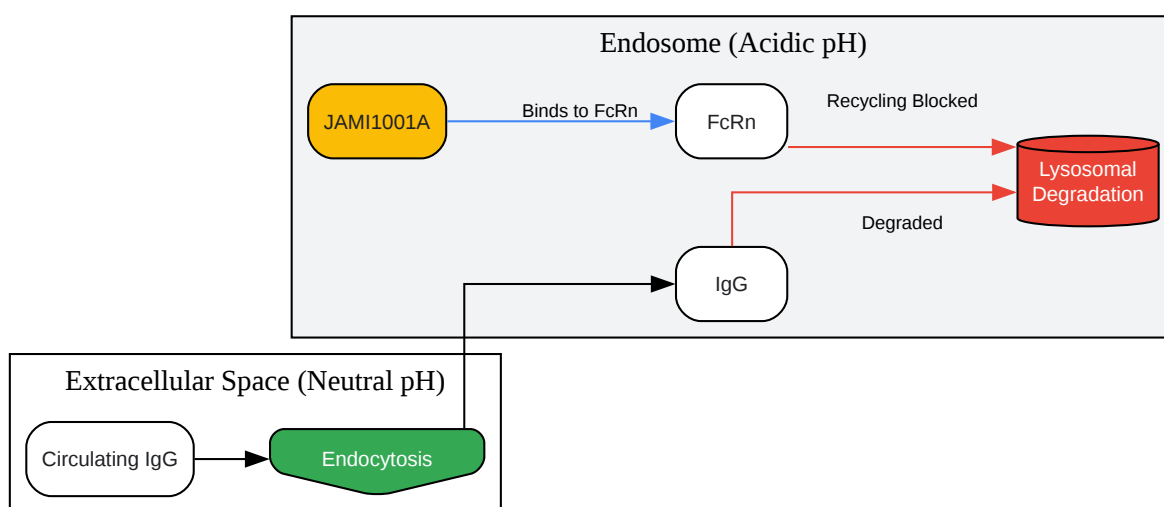 Endosome (Acidic pH)
JAMI1001A
Binds to FcRn
FcRn
Recycling Blocked
Lysosomal
Degradation
Degraded
IgG
Extracellular Space (Neutral pH)
Circulating IgG
Endocytosis